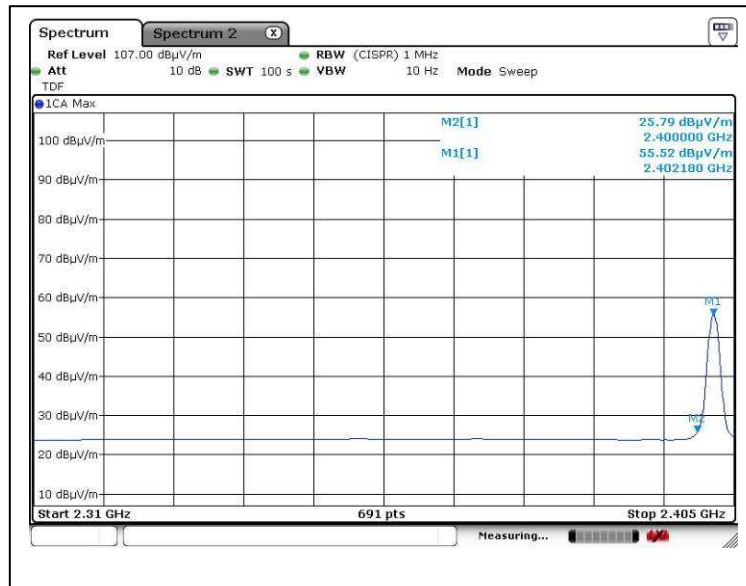 Spectrum Spectrum 2 X
Ref Level 107.00 dBµV/m RBW (CISPR) 1 MHz
Att 10 dB SWT 100 s VBW 10 Hz Mode Sweep
TDF
1CA Max
M2[1] 25.79 dBµV/m
2.400000 GHz
M1[1] 55.52 dBµV/m
2.402180 GHz
100 dBµV/m
90 dBµV/m
80 dBµV/m
70 dBµV/m
60 dBµV/m
M1
50 dBµV/m
40 dBµV/m
30 dBµV/m
M2
20 dBµV/m
10 dBµV/m
Start 2.31 GHz 691 pts Stop 2.405 GHz
Measuring...